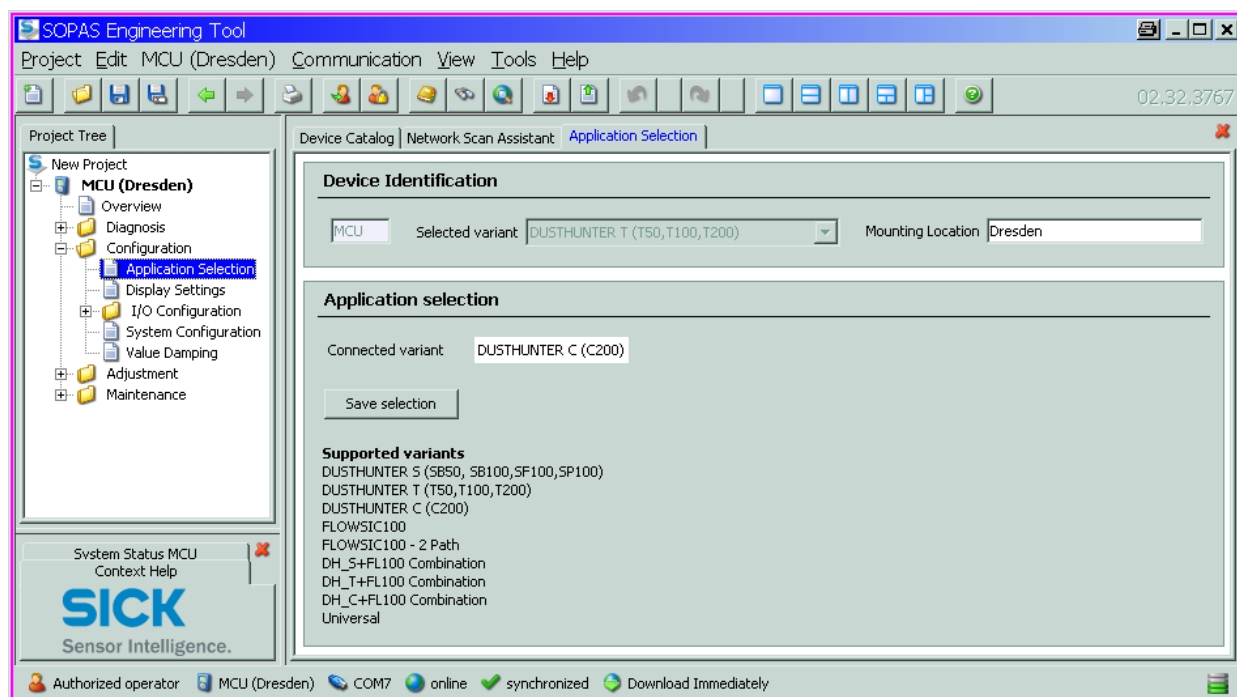 SOPAS Engineering Tool
Project Edit MCU (Dresden) Communication View Tools Help
02.32.3767
Project Tree
New Project
MCU (Dresden)
Overview
Diagnosis
Configuration
Application Selection
Display Settings
I/O Configuration
System Configuration
Value Damping
Adjustment
Maintenance
System Status MCU
Context Help
SICK
Sensor Intelligence.
Device Catalog Network Scan Assistant Application Selection
Device Identification
MCU Selected variant DUSTHUNTER T (T50,T100,T200) Mounting Location Dresden
Application selection
Connected variant DUSTHUNTER C (C200)
Save selection
Supported variants
DUSTHUNTER S (SB50, SB100,SF100,SP100)
DUSTHUNTER T (T50,T100,T200)
DUSTHUNTER C (C200)
FLOWSIC100
FLOWSIC100 - 2 Path
DH_S+FL100 Combination
DH_T+FL100 Combination
DH_C+FL100 Combination
Universal
Authorized operator MCU (Dresden) COM7 online synchronized Download Immediately